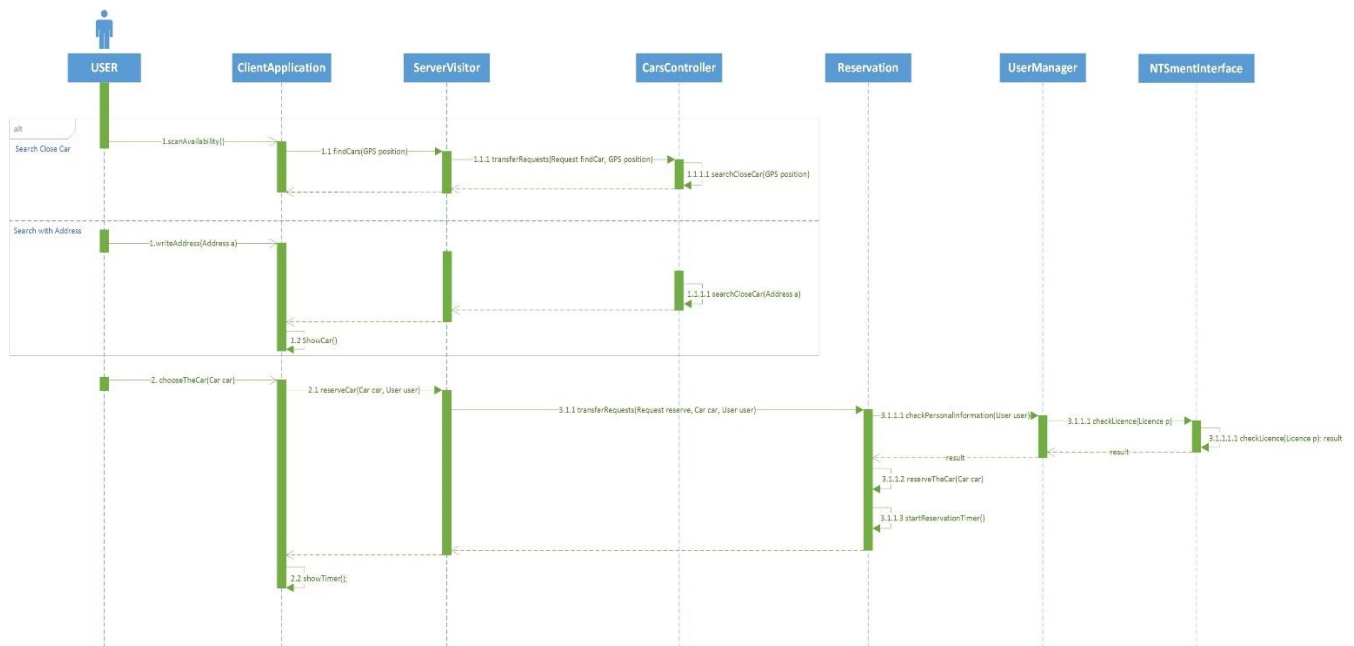 USER
ClientApplication
ServerVisitor
CarsController
Reservation
UserManager
NTSmentInterface
alt
Search Close Car
1.scanAvailability()
1.1 findCars(GPS position)
1.1.1 transferRequests(Request findCar, GPS position)
1.1.1.1 searchCloseCar(GPS position)
Search with Address
1.writeAddress(Address a)
1.1.1.1 searchCloseCar(Address a)
1.2 ShowCar()
2. chooseTheCar(Car car)
2.1 reserveCar(Car car, User user)
3.1.1 transferRequests(Request reserve, Car car, User user)
3.1.1.1 checkPersonalInformation(User user)
3.1.1.1 checkLicence(Licence p)
3.1.1.1.1 checkLicence(Licence p): result
result
result
3.1.1.2 reserveTheCar(Car car)
3.1.1.3 startReservationTimer()
2.2 showTimer();